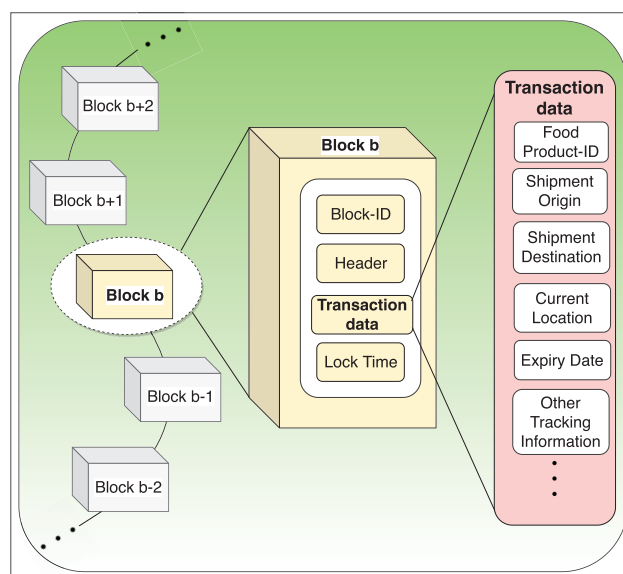 Block b+2
Block b+1
Block b
Block b-1
Block b-2
Block b
Block-ID
Header
Transaction
data
Lock Time
Transaction
data
Food
Product-ID
Shipment
Origin
Shipment
Destination
Current
Location
Expiry Date
Other
Tracking
Information